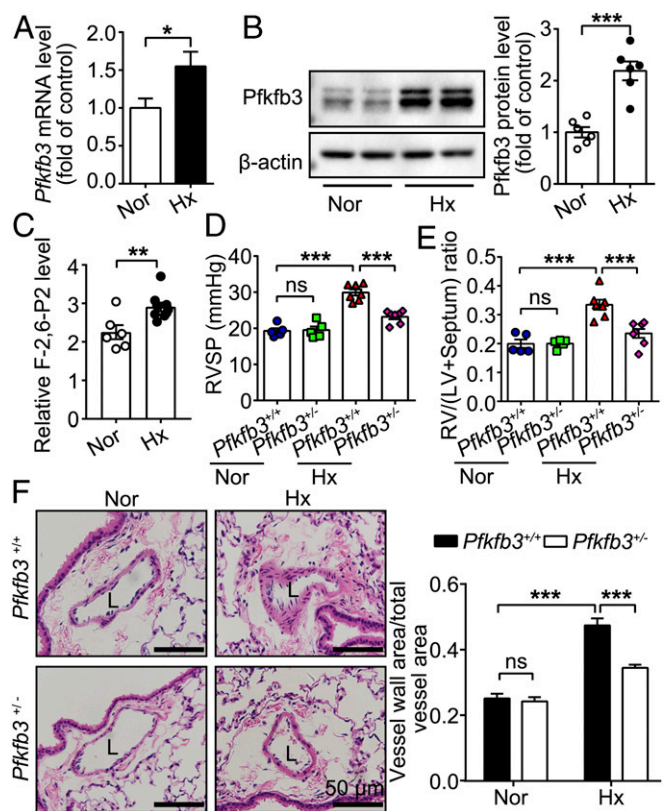 A
Pfkfb3 mRNA level
(fold of control)
2.0
1.5
1.0
0.5
0.0
*
Nor
Hx
B
Pfkfb3
β-actin
Nor
Hx
Pfkfb3 protein level
(fold of control)
3
2
1
0
***
Nor
Hx
C
Relative F-2,6-P2 level
4
3
2
1
0
**
Nor
Hx
D
RVSP (mmHg)
40
30
20
10
0
***
***
ns
Pfkfb3+/+
Pfkfb3+/-
Pfkfb3+/+
Pfkfb3+/-
Nor
Hx
E
RV/(LV+Septum) ratio
0.5
0.4
0.3
0.2
0.1
0.0
***
***
ns
Pfkfb3+/+
Pfkfb3+/-
Pfkfb3+/+
Pfkfb3+/-
Nor
Hx
F
Nor
Hx
Pfkfb3 +/+
L
L
Pfkfb3 +/-
L
L
50 μm
Pfkfb3+/+
Pfkfb3+/-
Vessel wall area/total
vessel area
0.6
0.4
0.2
0.0
***
***
ns
Nor
Hx